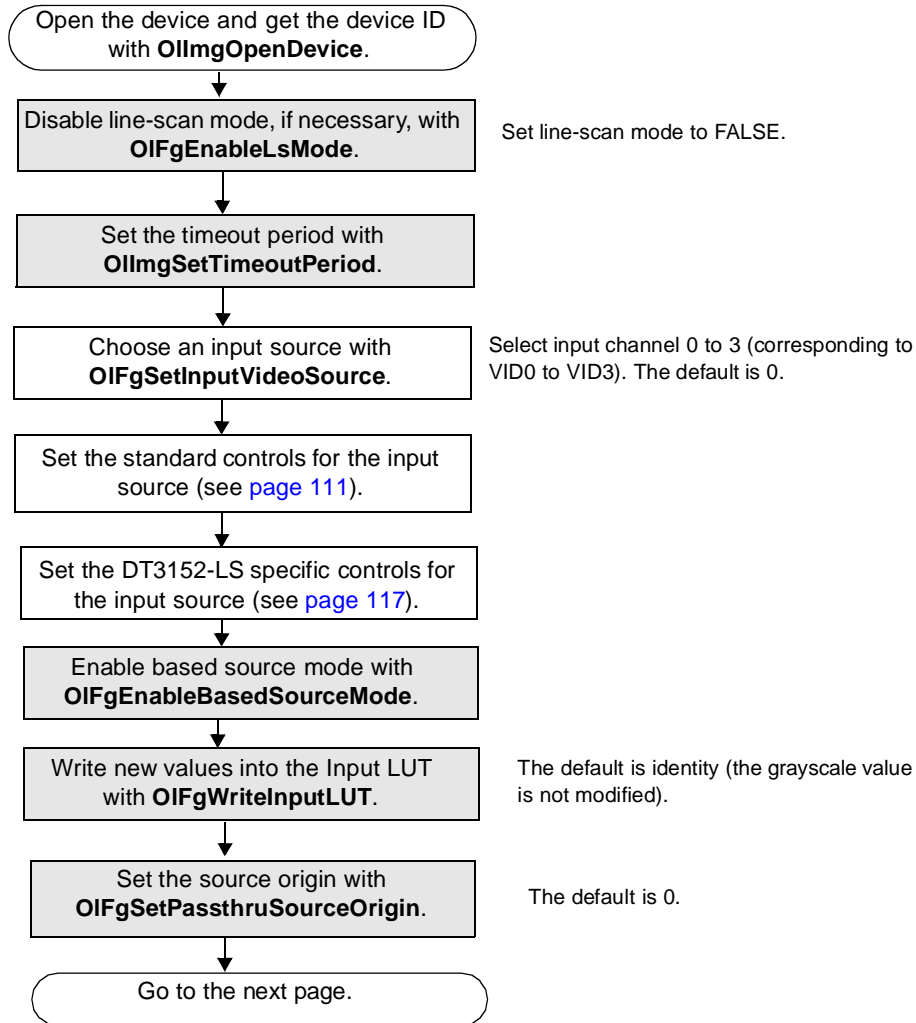 Open the device and get the device ID
with OlImgOpenDevice.
Disable line-scan mode, if necessary, with
OlFgEnableLsMode.
Set line-scan mode to FALSE.
Set the timeout period with
OlImgSetTimeoutPeriod.
Choose an input source with
OlFgSetInputVideoSource.
Select input channel 0 to 3 (corresponding to
VID0 to VID3). The default is 0.
Set the standard controls for the input
source (see page 111).
Set the DT3152-LS specific controls for
the input source (see page 117).
Enable based source mode with
OlFgEnableBasedSourceMode.
Write new values into the Input LUT
with OlFgWriteInputLUT.
The default is identity (the grayscale value
is not modified).
Set the source origin with
OlFgSetPassthruSourceOrigin.
The default is 0.
Go to the next page.